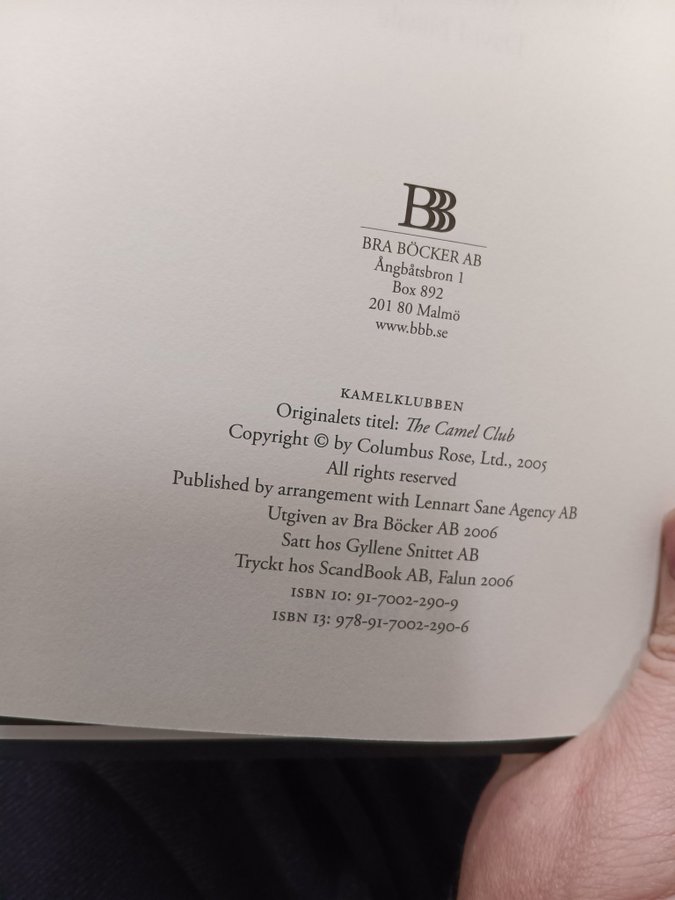 BBB
BRA BÖCKER AB
Ångbåtsbron 1
Box 892
201 80 Malmö
www.bbb.se
KAMELKLUBBEN
Originalets titel: The Camel Club
Copyright © by Columbus Rose, Ltd., 2005
All rights reserved
Published by arrangement with Lennart Sane Agency AB
Utgiven av Bra Böcker AB 2006
Satt hos Gyllene Snittet AB
Tryckt hos ScandBook AB, Falun 2006
ISBN 10: 91-7002-290-9
ISBN 13: 978-91-7002-290-6